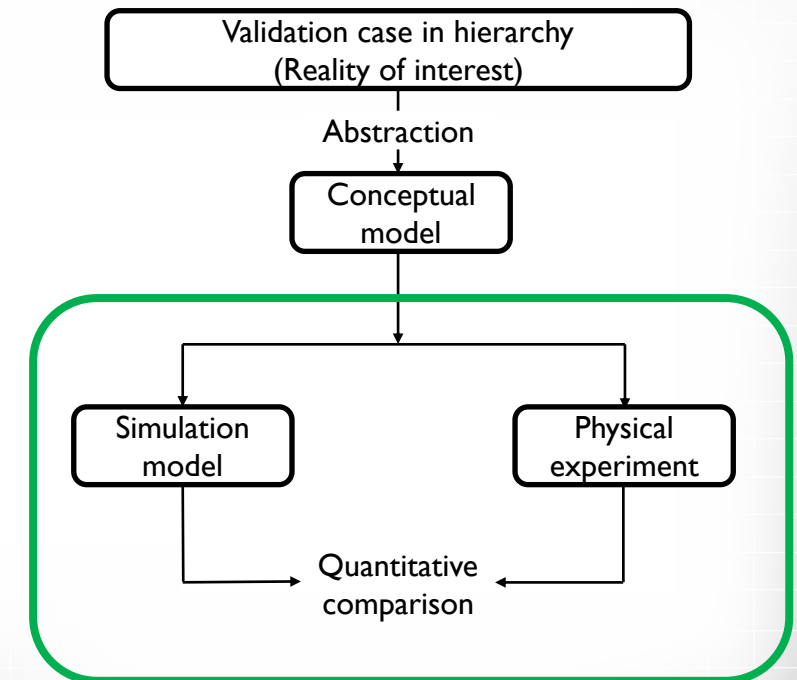 Validation case in hierarchy
(Reality of interest)
Abstraction
Conceptual
model
Simulation
model
Physical
experiment
Quantitative
comparison